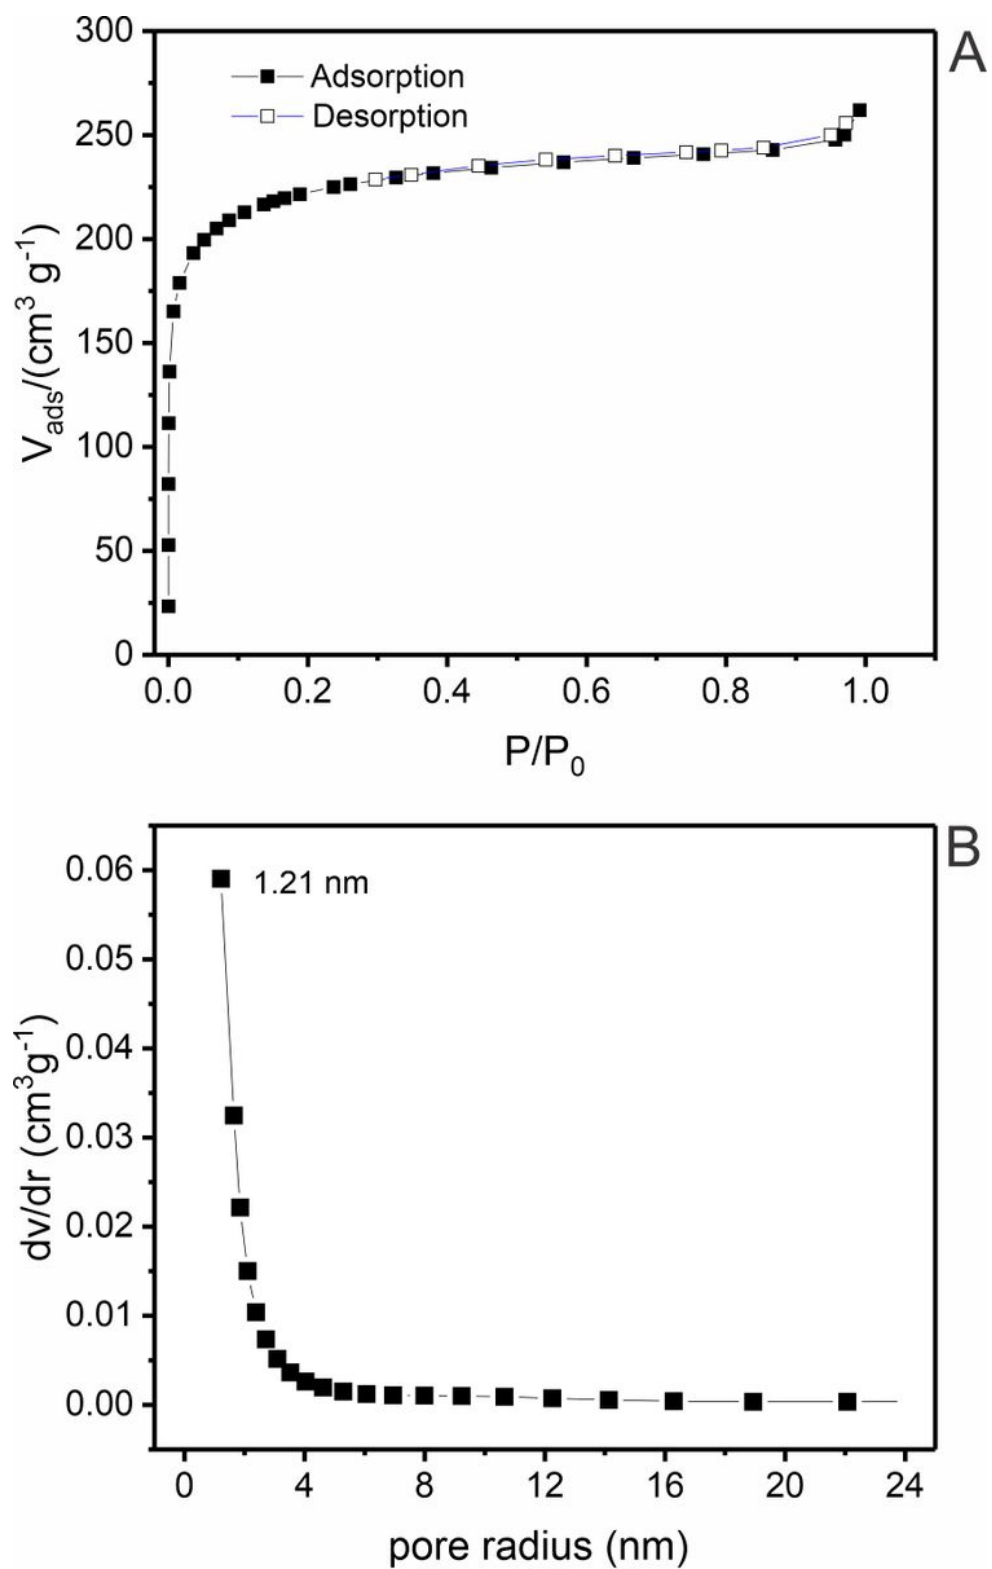 A
300
Adsorption
Desorption
250
200
150
100
50
0
V_ads/(cm³ g⁻¹)
0.0 0.2 0.4 0.6 0.8 1.0
P/P₀
B
0.06
1.21 nm
0.05
0.04
0.03
0.02
0.01
0.00
dv/dr (cm³g⁻¹)
0 4 8 12 16 20 24
pore radius (nm)